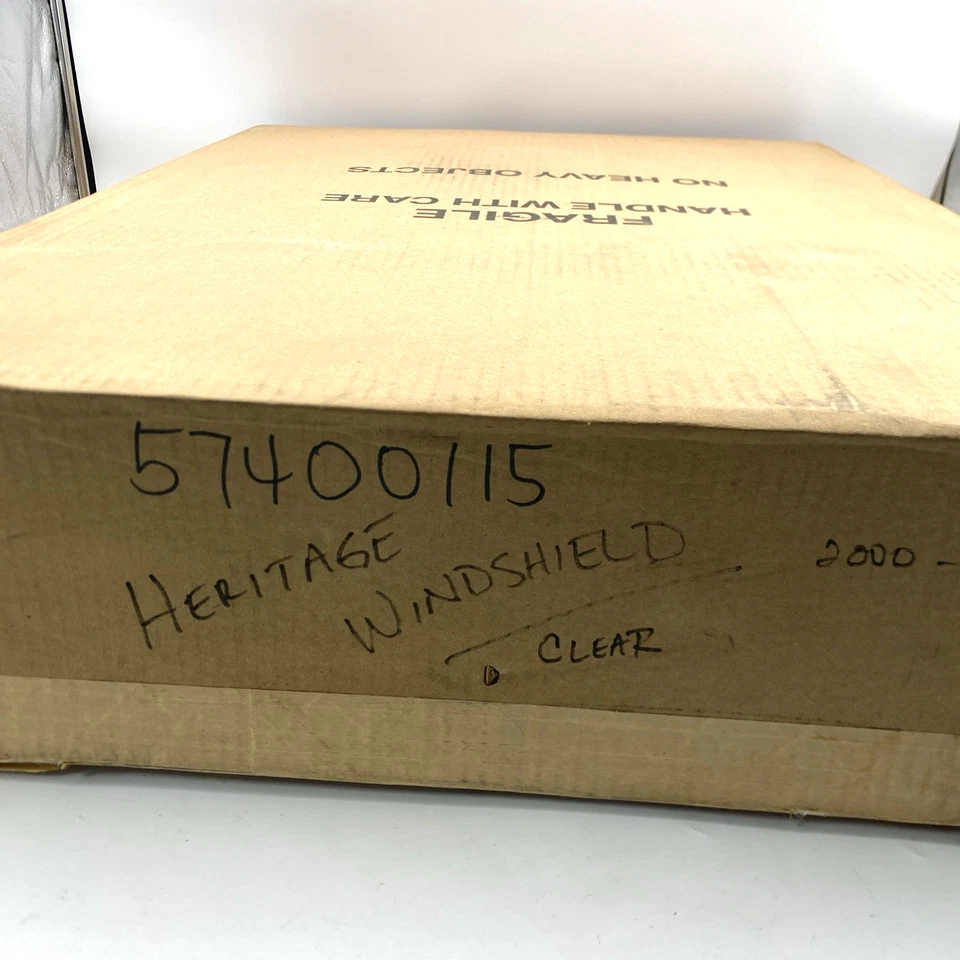 FRAGILE
HANDLE WITH CARE
NO HEAVY OBJECTS
57400115
HERITAGE
WINDSHIELD
2000 -
CLEAR